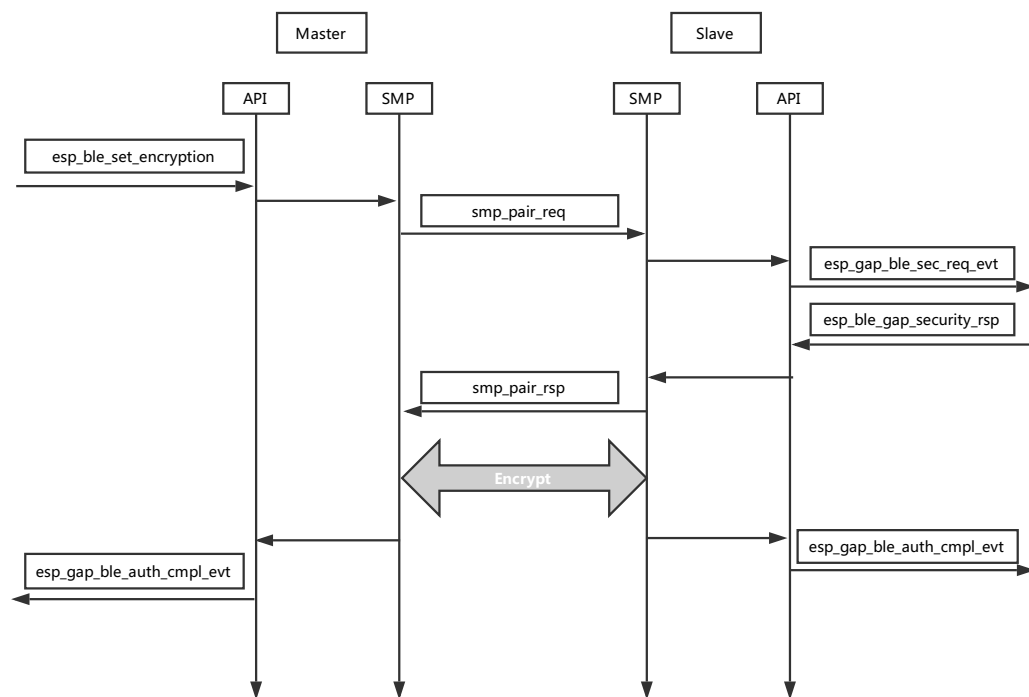 Master
Slave
API
SMP
SMP
API
esp_ble_set_encryption
smp_pair_req
esp_gap_ble_sec_req_evt
esp_ble_gap_security_rsp
smp_pair_rsp
Encrypt
esp_gap_ble_auth_cmpl_evt
esp_gap_ble_auth_cmpl_evt